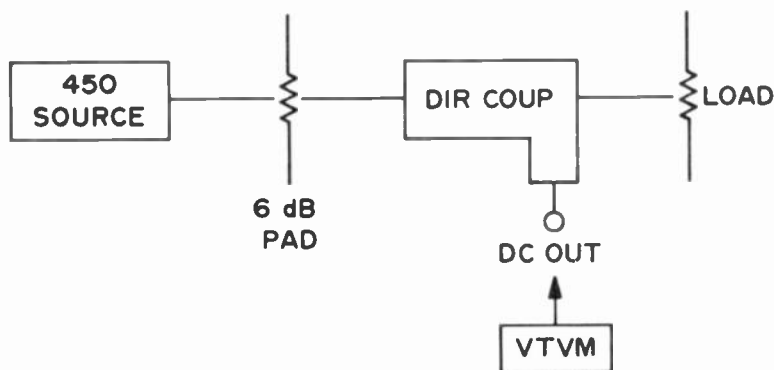 450
SOURCE
6 dB
PAD
DIR COUP
LOAD
DC OUT
VTVM